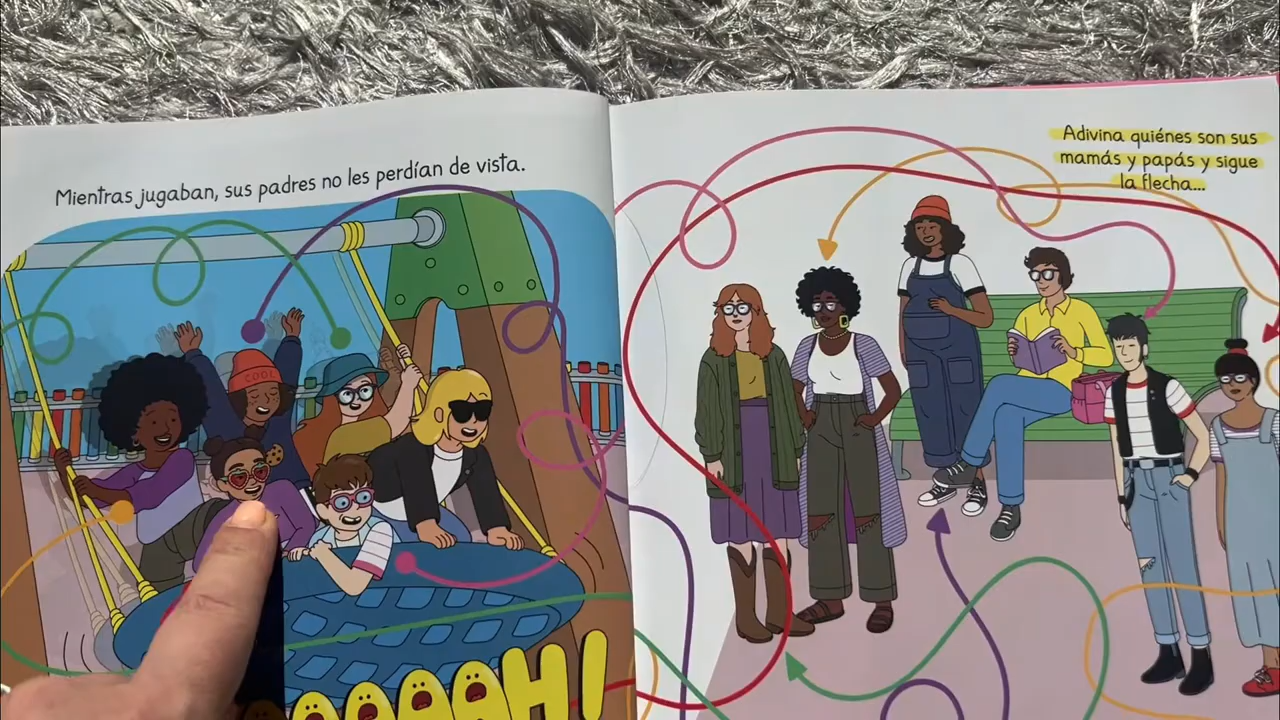 Mientras jugaban, sus padres no les perdían de vista.
Adivina quiénes son sus
mamás y papás y sigue
la flecha...
COOL